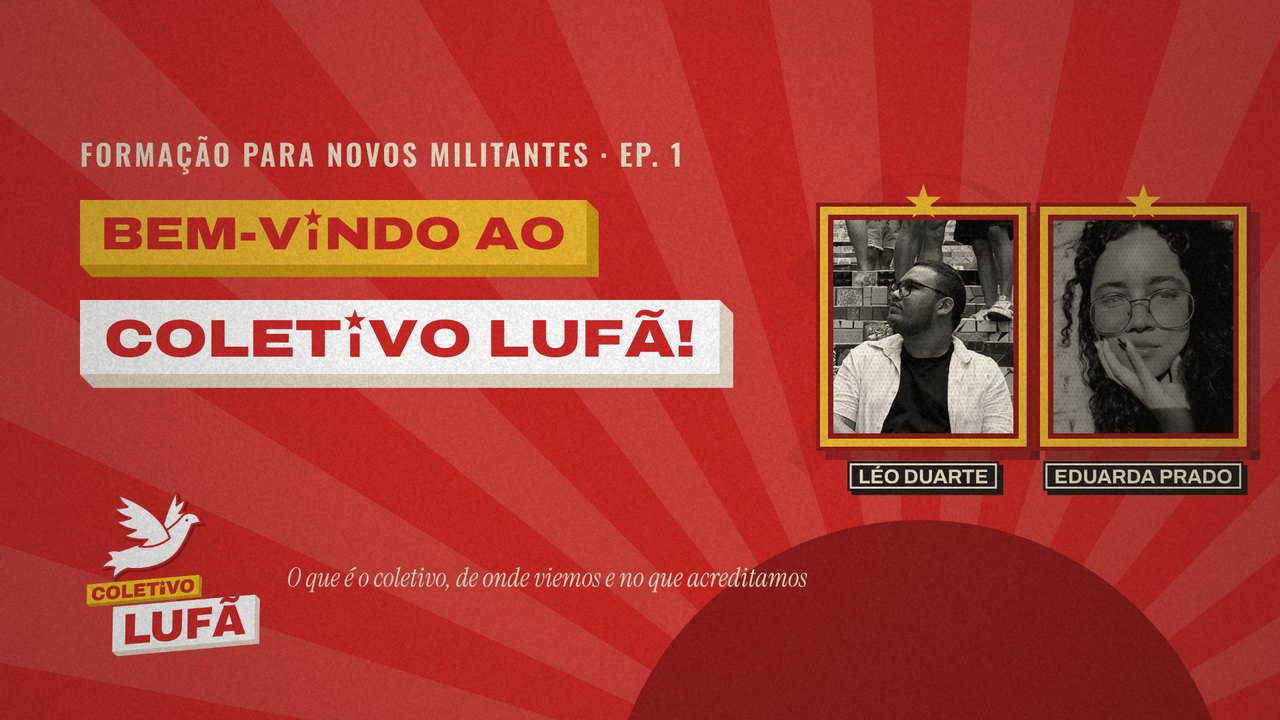 FORMAÇÃO PARA NOVOS MILITANTES · EP. 1
BEM-VINDO AO
COLETIVO LUFÃ!
LÉO DUARTE
EDUARDA PRADO
COLETIVO
LUFÃ
O que é o coletivo, de onde viemos e no que acreditamos